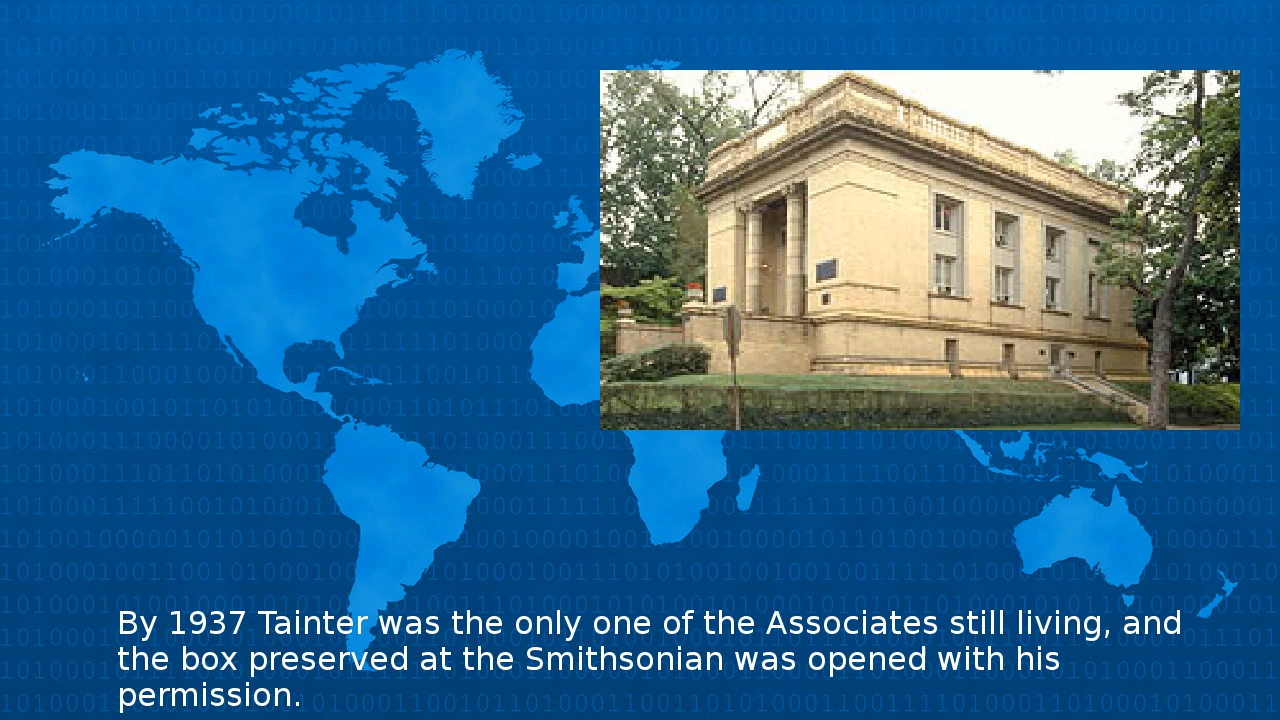 By 1937 Tainter was the only one of the Associates still living, and
the box preserved at the Smithsonian was opened with his
permission.